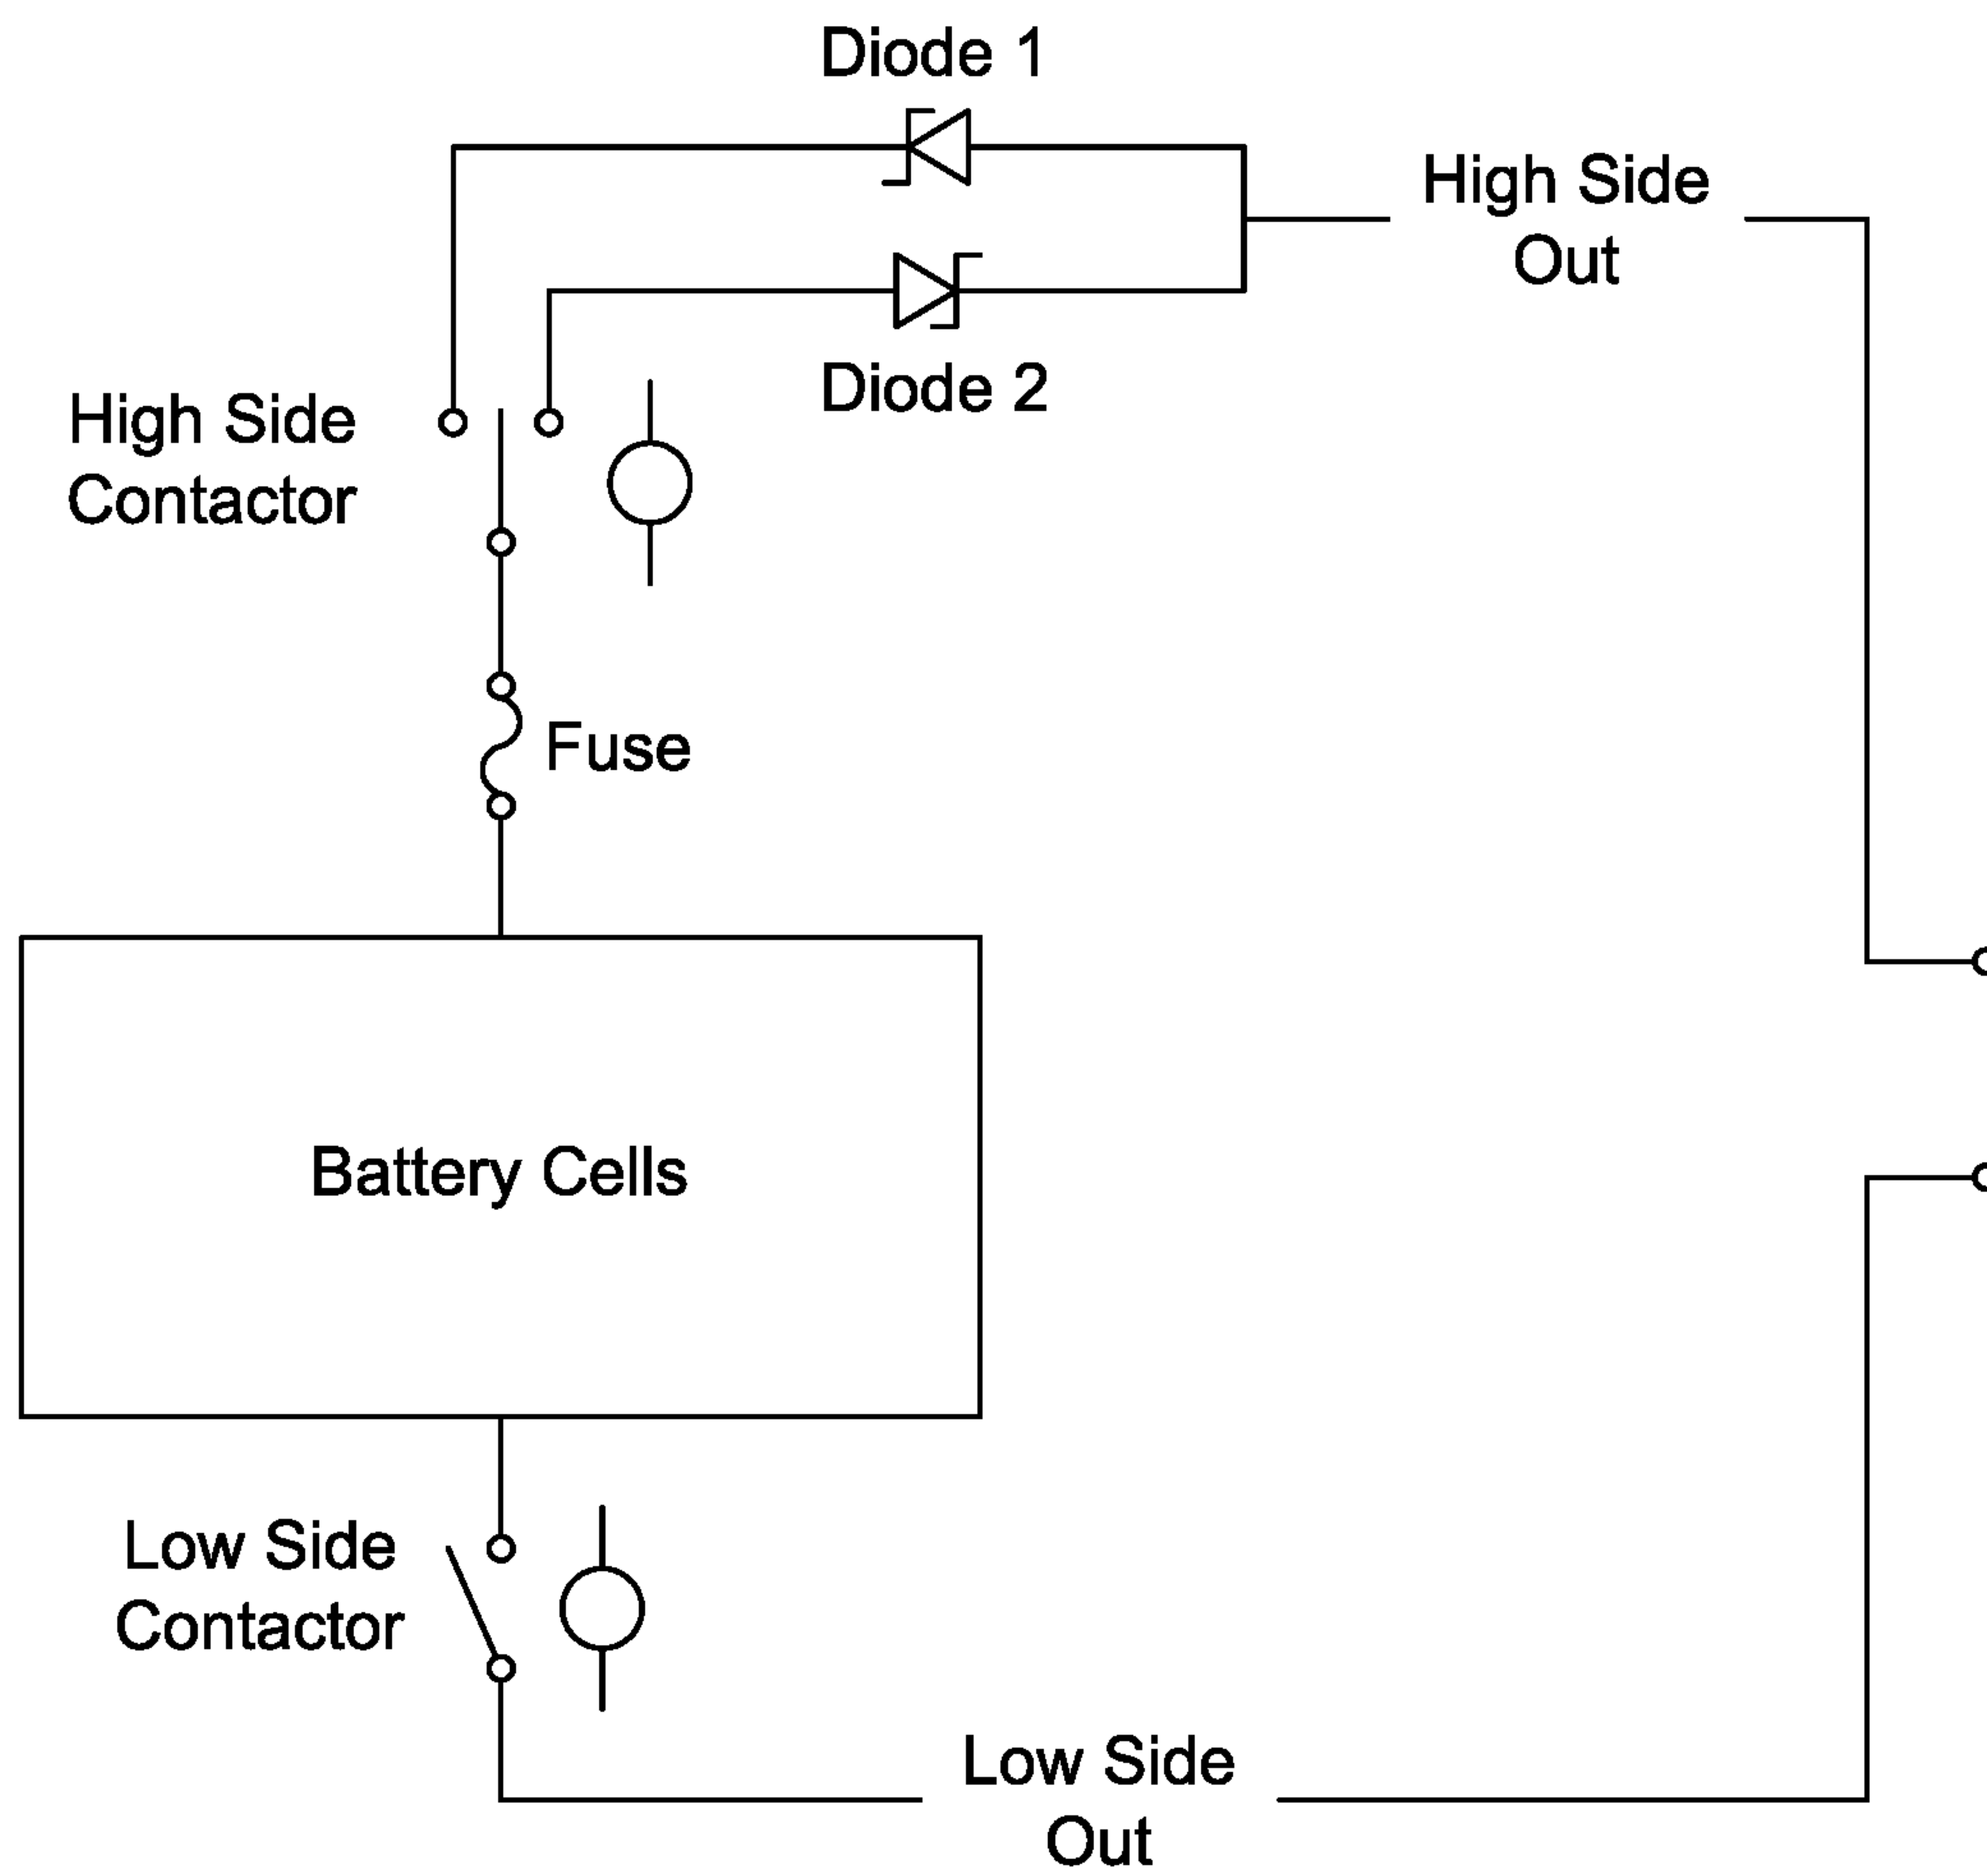 Diode 1
High Side
Out
Diode 2
High Side
Contactor
Fuse
Battery Cells
Low Side
Contactor
Low Side
Out